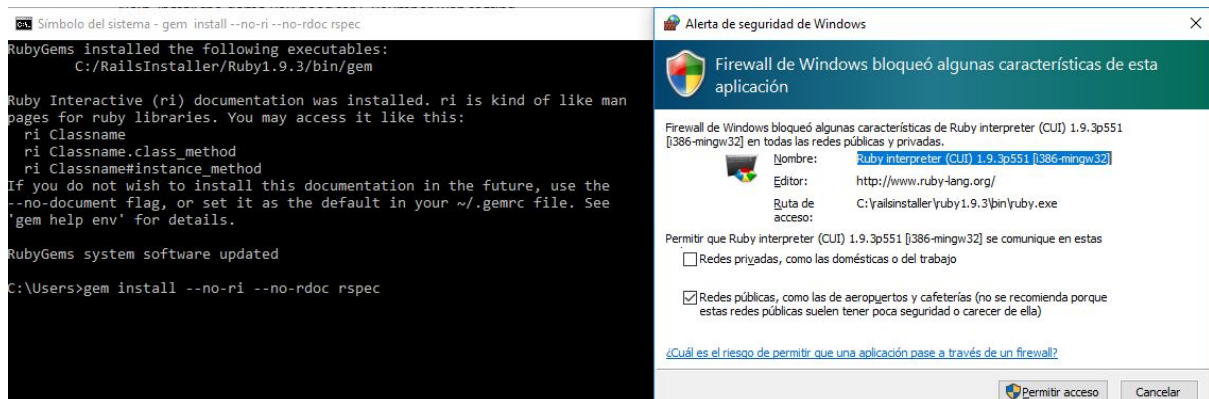 Símbolo del sistema - gem install --no-ri --no-rdoc rspec
RubyGems installed the following executables:
C:/RailsInstaller/Ruby1.9.3/bin/gem
Ruby Interactive (ri) documentation was installed. ri is kind of like man
pages for ruby libraries. You may access it like this:
ri Classname
ri Classname.class_method
ri Classname#instance_method
If you do not wish to install this documentation in the future, use the
--no-document flag, or set it as the default in your ~/.gemrc file. See
'gem help env' for details.
RubyGems system software updated
C:\Users>gem install --no-ri --no-rdoc rspec
Alerta de seguridad de Windows
Firewall de Windows bloqueó algunas características de esta
aplicación
Firewall de Windows bloqueó algunas características de Ruby interpreter (CUI) 1.9.3p551
[i386-mingw32] en todas las redes públicas y privadas.
Nombre: Ruby interpreter (CUI) 1.9.3p551 [i386-mingw32]
Editor: http://www.ruby-lang.org/
Ruta de C:\railsinstaller\ruby1.9.3\bin\ruby.exe
acceso:
Permitir que Ruby interpreter (CUI) 1.9.3p551 [i386-mingw32] se comunique en estas
Redes privadas, como las domésticas o del trabajo
Redes públicas, como las de aeropuertos y cafeterías (no se recomienda porque
estas redes públicas suelen tener poca seguridad o carecer de ella)
¿Cuál es el riesgo de permitir que una aplicación pase a través de un firewall?
Permitir acceso Cancelar